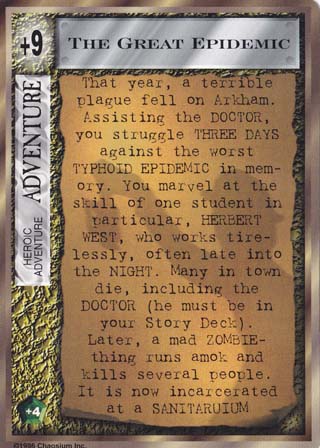 +9
THE GREAT EPIDEMIC
HEROIC
ADVENTURE
ADVENTURE
That year, a terrible
plague fell on Arkham.
Assisting the DOCTOR,
you struggle THREE DAYS
against the worst
TYPHOID EPIDEMIC in mem-
ory. You marvel at the
skill of one student in
particular, HERBERT
WEST, who works tire-
lessly, often late into
the NIGHT. Many in town
die, including the
DOCTOR (he must be in
your Story Deck).
Later, a mad ZOMBIE-
thing runs amok and
kills several people.
It is now incarcerated
at a SANITARUIUM
+4
©1996 Chaosium Inc.